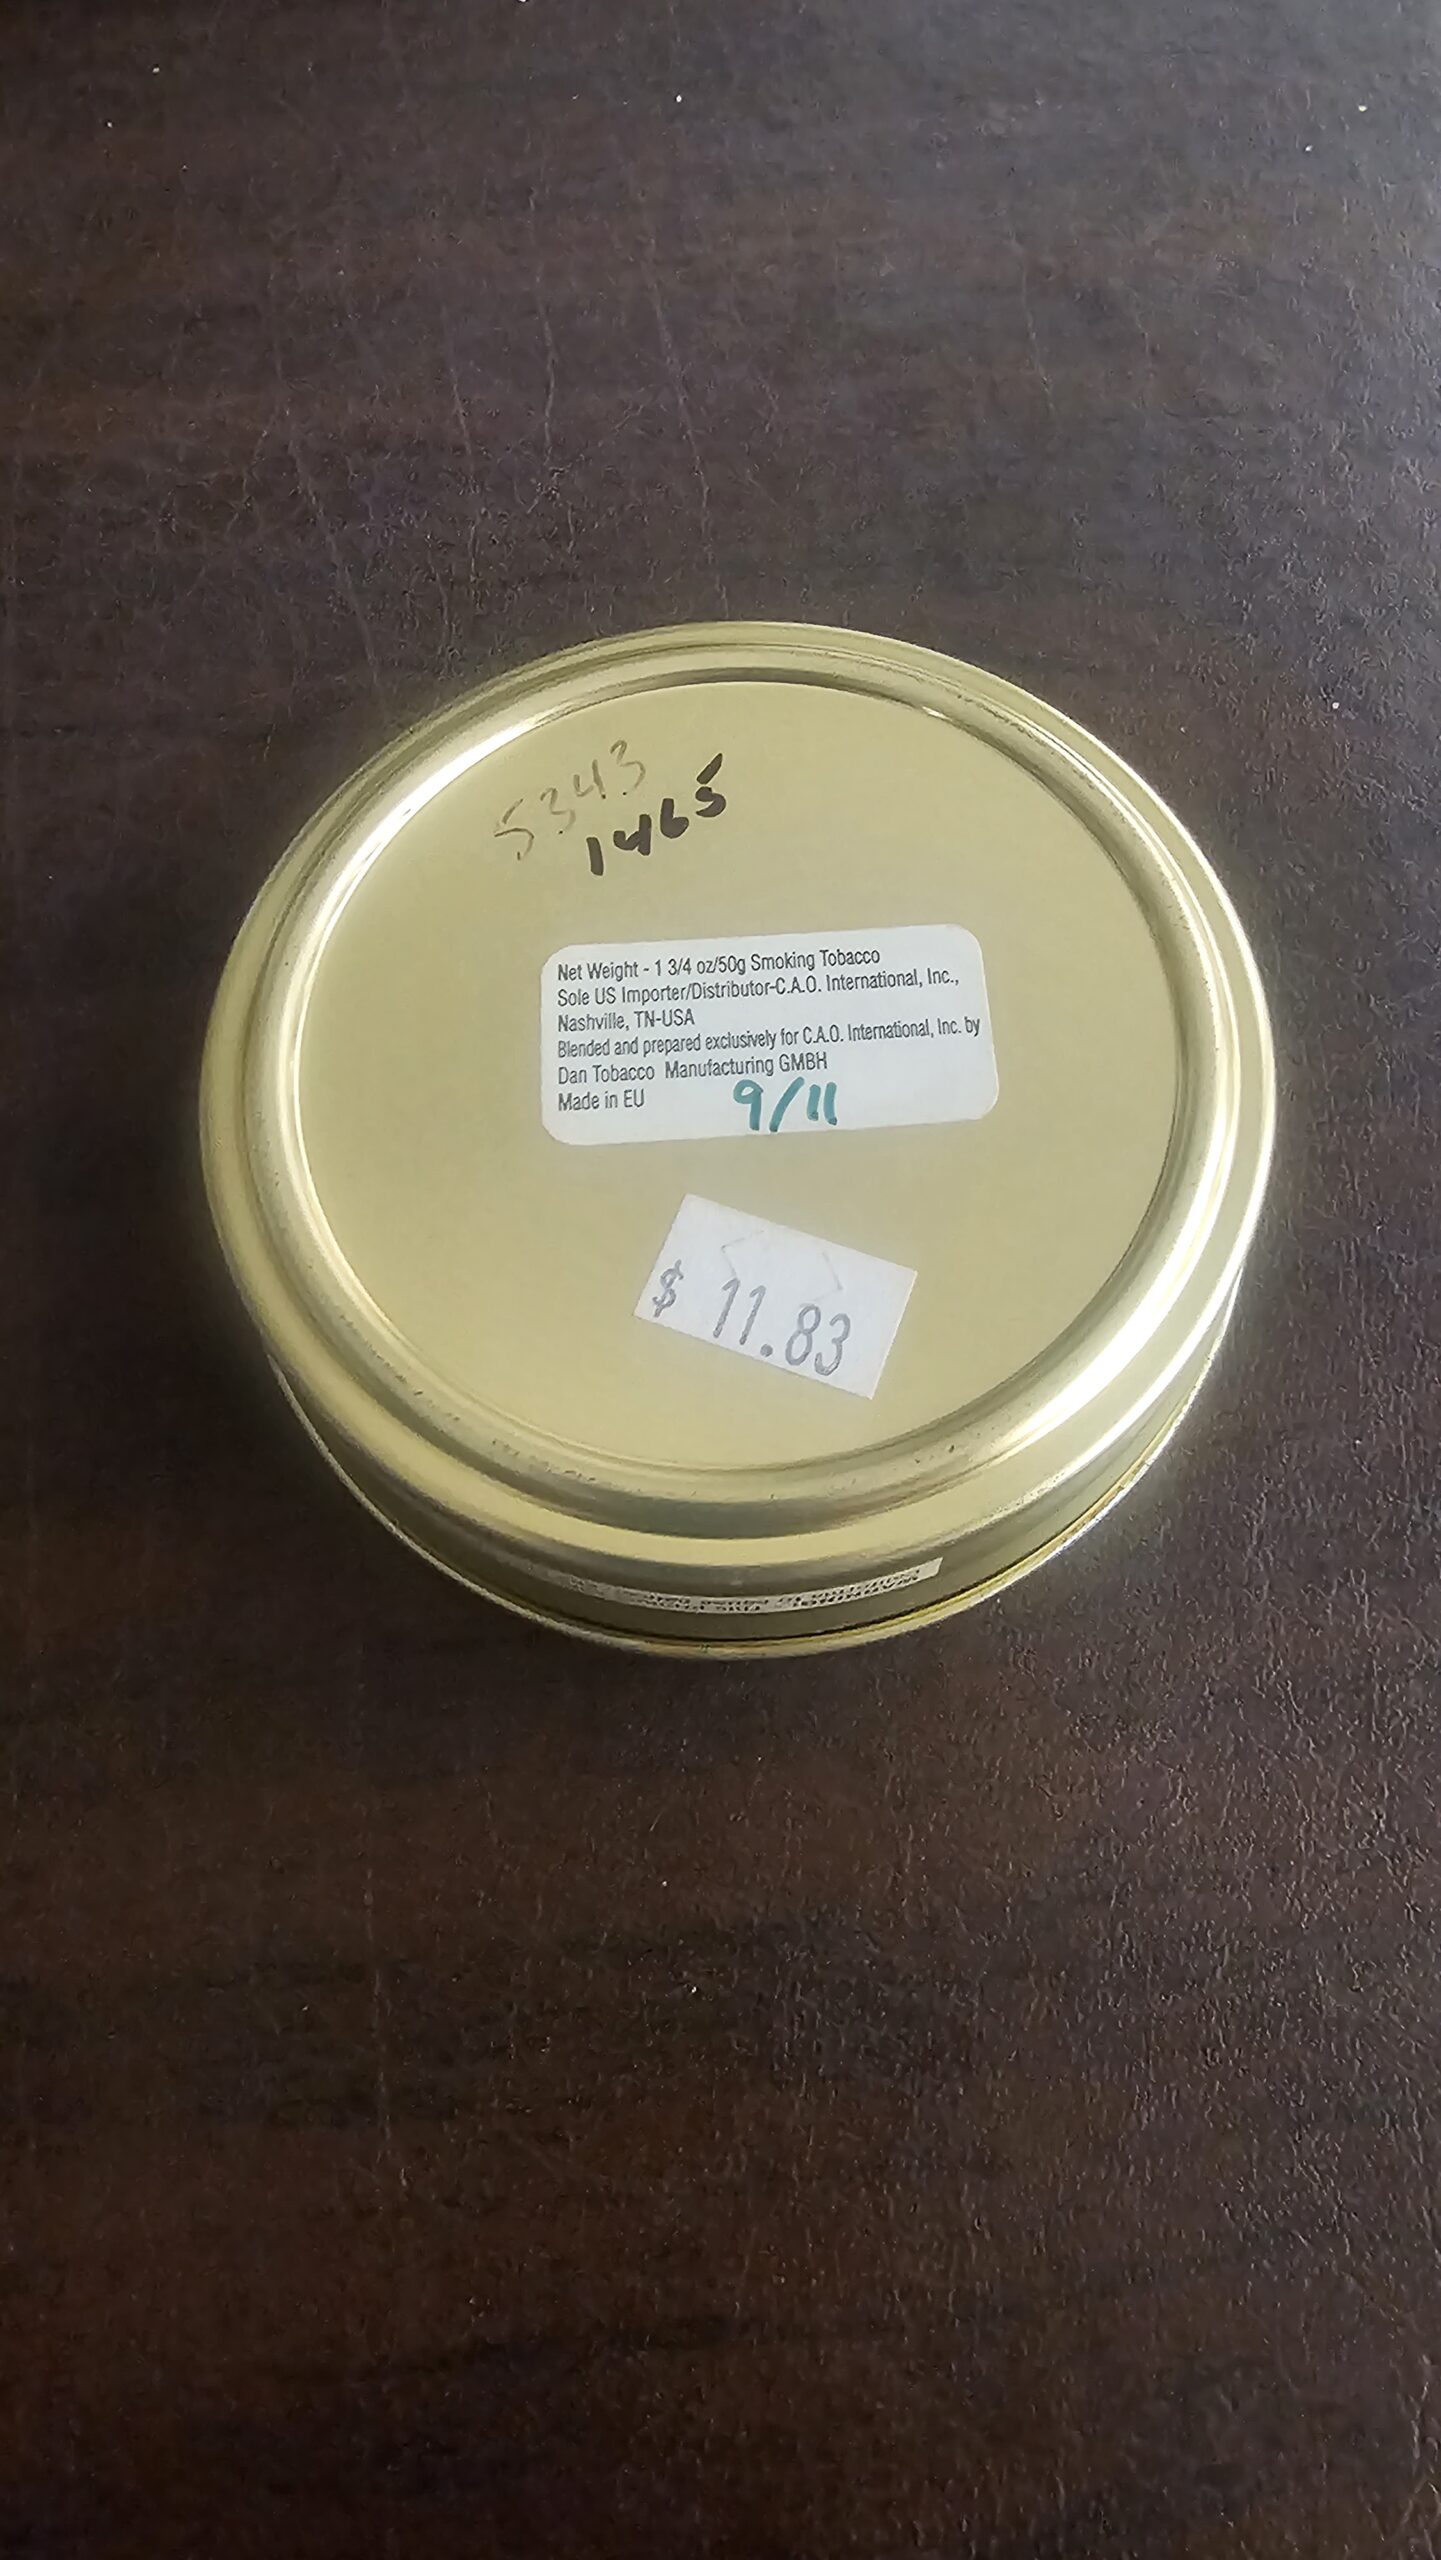 5343
1465
Net Weight - 1 3/4 oz/50g Smoking Tobacco
Sole US Importer/Distributor-C.A.O. International, Inc.,
Nashville, TN-USA
Blended and prepared exclusively for C.A.O. International, Inc. by
Dan Tobacco Manufacturing GMBH
Made in EU 9/11
$ 11.83